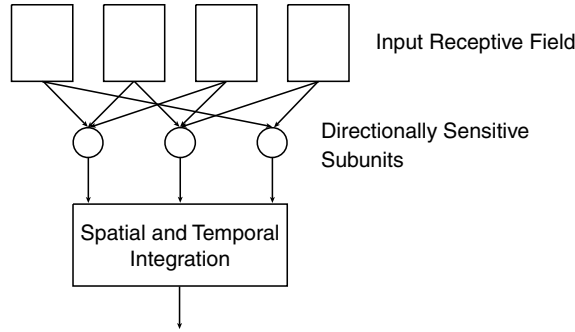 Input Receptive Field
Directionally Sensitive
Subunits
Spatial and Temporal
Integration